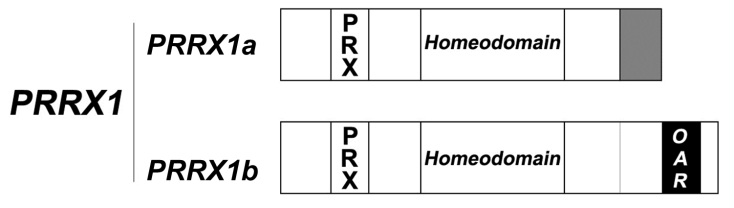 PRRX1
PRRX1a
PRX
Homeodomain
PRRX1b
PRX
Homeodomain
OAR